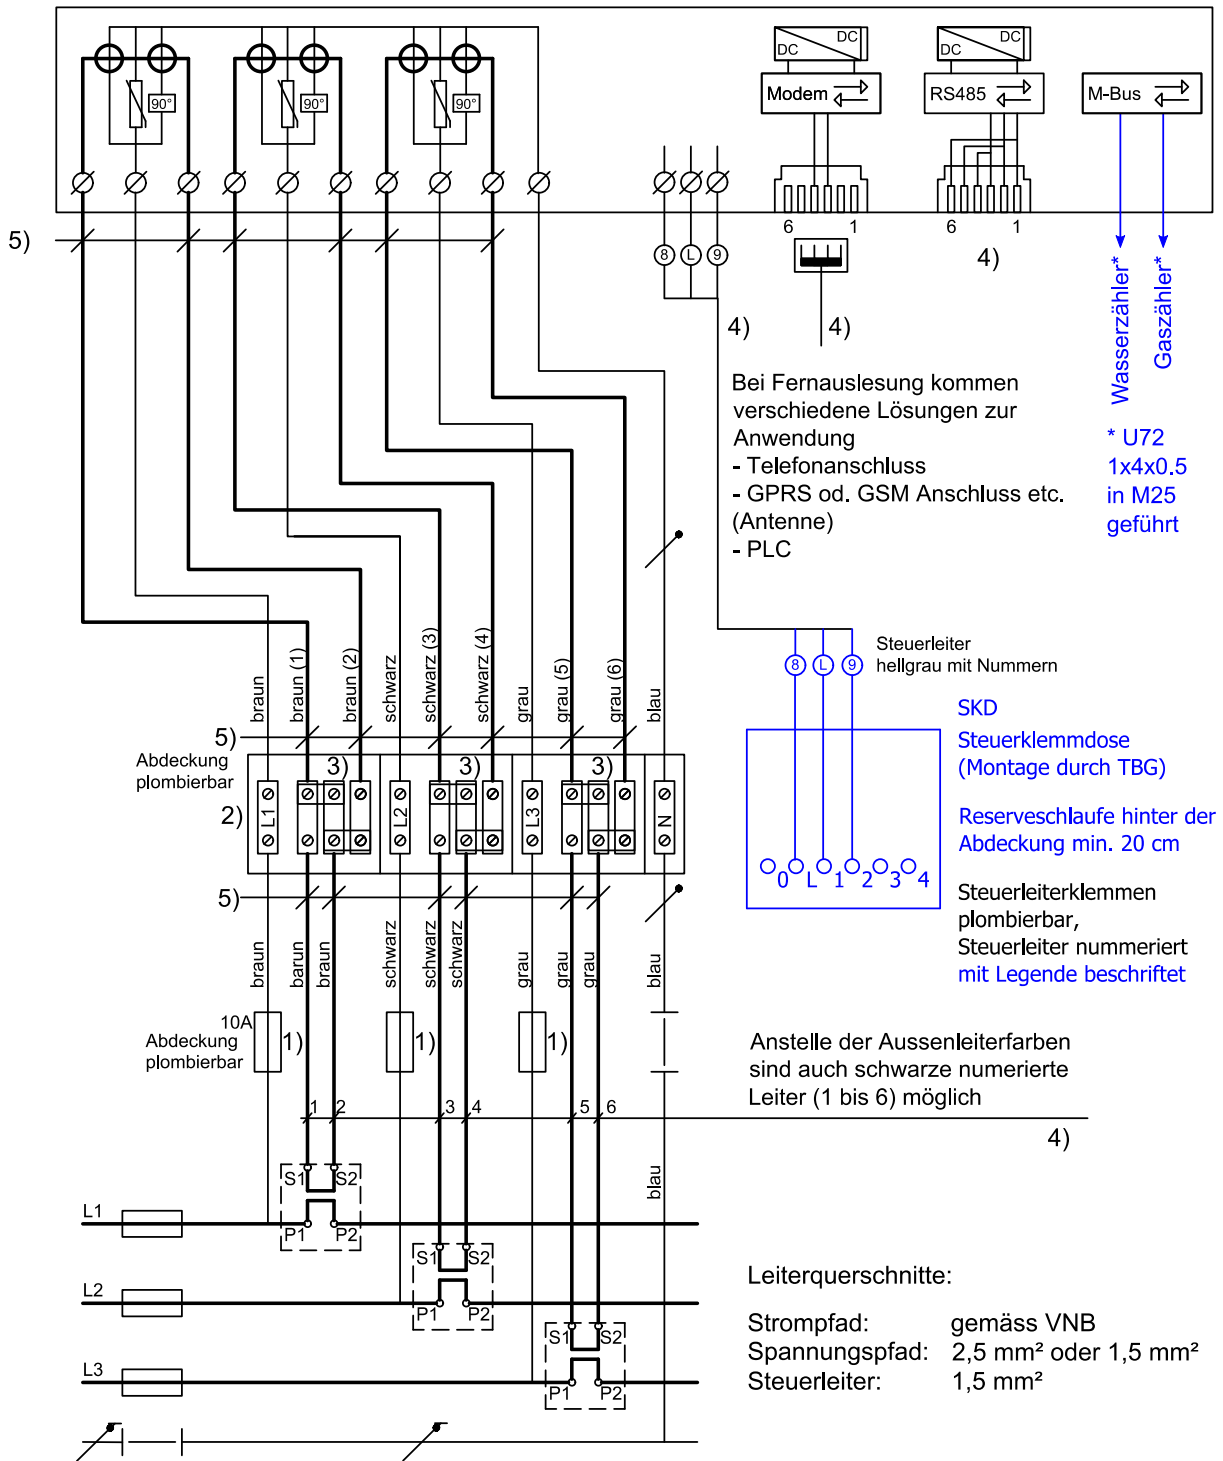 DC DC
DC DC
Modem
RS485
M-Bus
90°
90°
90°
6 1
6 1
5)
8 L 9
4)
4)
4)
Wasserzähler*
Gaszähler*
Bei Fernauslesung kommen
verschiedene Lösungen zur
Anwendung
- Telefonanschluss
- GPRS od. GSM Anschluss etc.
(Antenne)
- PLC
* U72
1x4x0.5
in M25
geführt
braun
braun (1)
braun (2)
schwarz
schwarz (3)
schwarz (4)
grau
grau (5)
grau (6)
blau
8 L 9
Steuerleiter
hellgrau mit Nummern
5)
Abdeckung
plombierbar
3) 3) 3)
2)
L1
L2
L3
N
SKD
Steuerklemmdose
(Montage durch TBG)
Reserveschlaufe hinter der
Abdeckung min. 20 cm
0 L 1 2 3 4
Steuerleiterklemmen
plombierbar,
Steuerleiter nummeriert
mit Legende beschriftet
5)
braun
barun
braun
schwarz
schwarz
schwarz
grau
grau
grau
blau
10A
Abdeckung
plombierbar
1) 1) 1)
Anstelle der Aussenleiterfarben
sind auch schwarze numerierte
Leiter (1 bis 6) möglich
1 2 3 4 5 6
4)
blau
S1 S2
L1
P1 P2
S1 S2
L2
P1 P2
S1 S2
L3
P1 P2
Leiterquerschnitte:
Strompfad: gemäss VNB
Spannungspfad: 2,5 mm² oder 1,5 mm²
Steuerleiter: 1,5 mm²